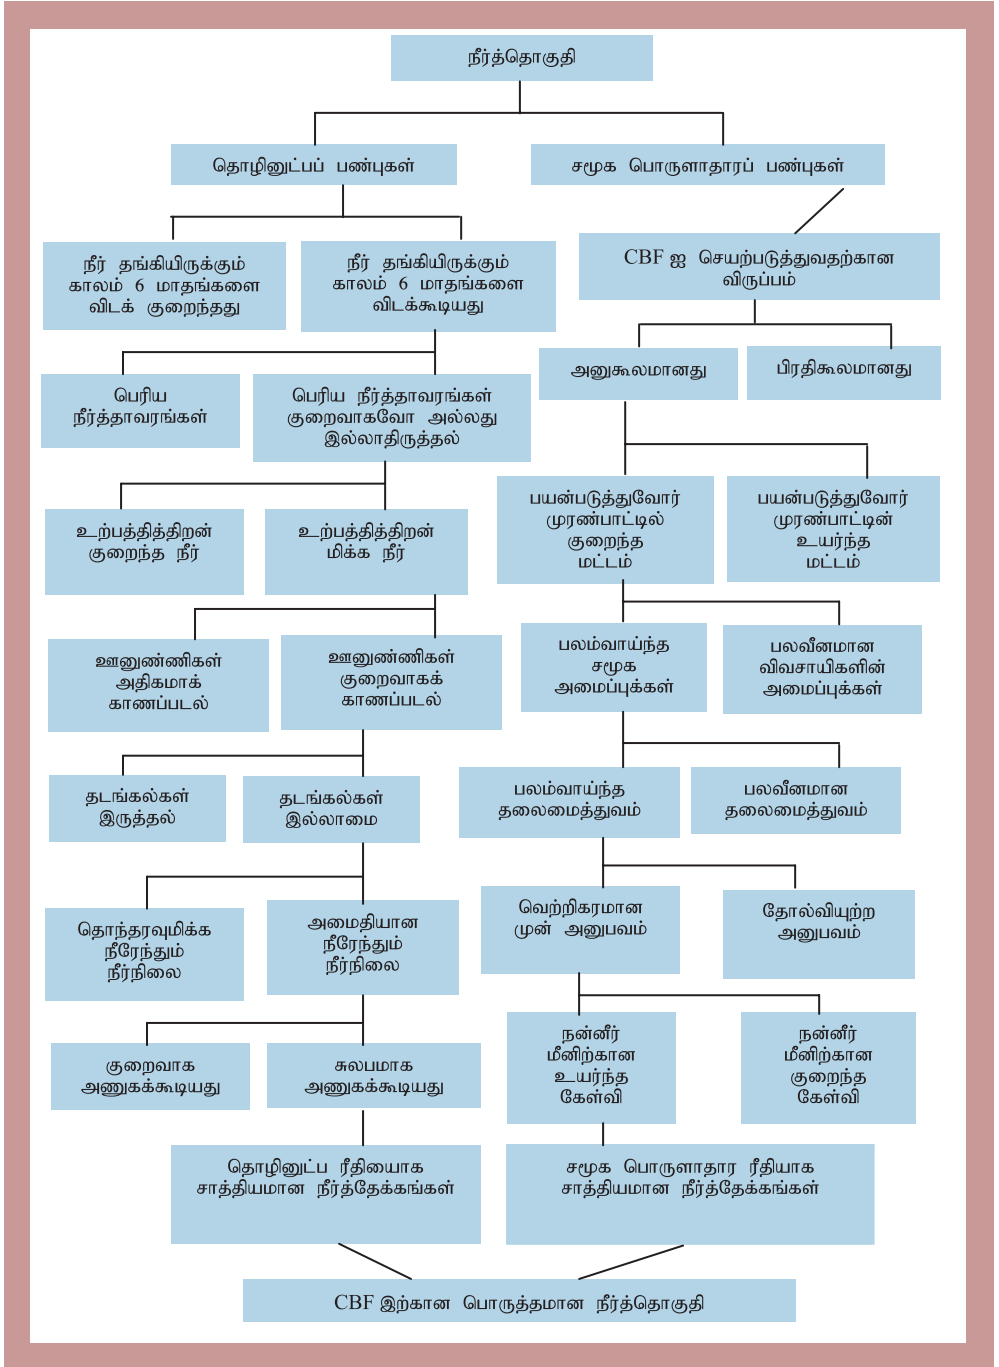 நீர்த்தொகுதி
தொழினுட்பப் பண்புகள்
சமூக பொருளாதாரப் பண்புகள்
நீர் தங்கியிருக்கும்
காலம் 6 மாதங்களை
விடக் குறைந்தது
நீர் தங்கியிருக்கும்
காலம் 6 மாதங்களை
விடக்கூடியது
CBF ஐ செயற்படுத்துவதற்கான
விருப்பம்
அனுகூலமானது
பிரதிகூலமானது
பெரிய
நீர்த்தாவரங்கள்
பெரிய நீர்த்தாவரங்கள்
குறைவாகவோ அல்லது
இல்லாதிருத்தல்
பயன்படுத்துவோர்
முரண்பாட்டில்
குறைந்த
மட்டம்
பயன்படுத்துவோர்
முரண்பாட்டின்
உயர்ந்த
மட்டம்
உற்பத்தித்திறன்
குறைந்த நீர்
உற்பத்தித்திறன்
மிக்க நீர்
பலம்வாய்ந்த
சமூக
அமைப்புக்கள்
பலவீனமான
விவசாயிகளின்
அமைப்புக்கள்
ஊனுண்ணிகள்
அதிகமாக்
காணப்படல்
ஊனுண்ணிகள்
குறைவாகக்
காணப்படல்
பலம்வாய்ந்த
தலைமைத்துவம்
பலவீனமான
தலைமைத்துவம்
தடங்கல்கள்
இருத்தல்
தடங்கல்கள்
இல்லாமை
வெற்றிகரமான
முன் அனுபவம்
தோல்வியுற்ற
அனுபவம்
தொந்தரவுமிக்க
நீரேந்தும்
நீர்நிலை
அமைதியான
நீரேந்தும்
நீர்நிலை
நன்னீர்
மீனிற்கான
உயர்ந்த
கேள்வி
நன்னீர்
மீனிற்கான
குறைந்த
கேள்வி
குறைவாக
அணுகக்கூடியது
சுலபமாக
அணுகக்கூடியது
தொழினுட்ப ரீதியைாக
சாத்தியமான நீர்த்தேக்கங்கள்
சமூக பொருளாதார ரீதியாக
சாத்தியமான நீர்த்தேக்கங்கள்
CBF இற்கான பொருத்தமான நீர்த்தொகுதி